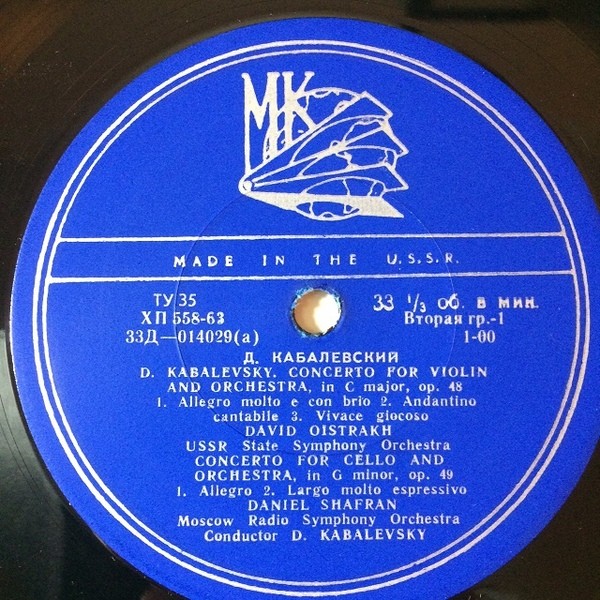 МК
MADE IN THE U.S.S.R.
ТУ 35
33 1/3 об. в мин.
ХП 558-63
Вторая гр.-1
33Д—014029(а)
1-00
Д. КАБАЛЕВСКИЙ
D. KABALEVSKY. CONCERTO FOR VIOLIN
AND ORCHESTRA, in C major, op. 48
1. Allegro molto e con brio 2. Andantino
cantabile 3. Vivace giocoso
DAVID OISTRAKH
USSR State Symphony Orchestra
CONCERTO FOR CELLO AND
ORCHESTRA, in G minor, op. 49
1. Allegro 2. Largo molto espressivo
DANIEL SHAFRAN
Moscow Radio Symphony Orchestra
Conductor D. KABALEVSKY